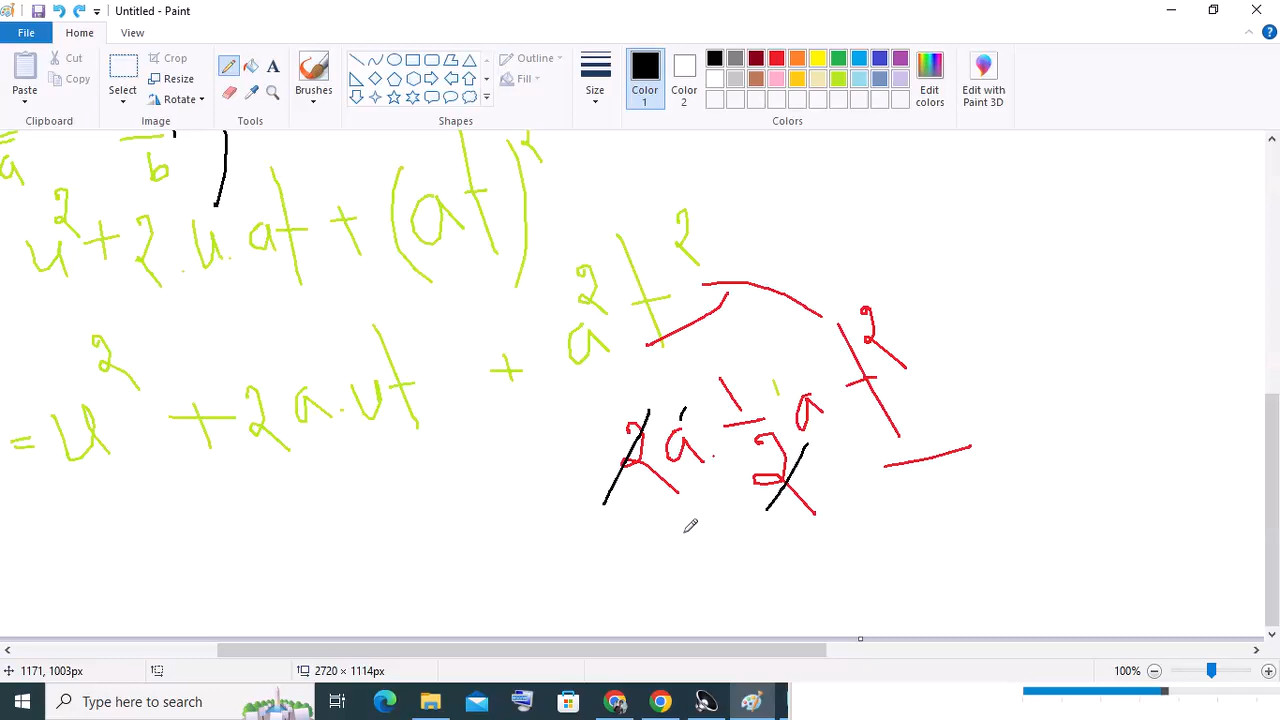 Untitled - Paint
File Home View
Paste Cut Copy
Clipboard
Select Crop Resize Rotate
Image
A
Tools
Brushes
Outline Fill
Shapes
Size
Color 1 Color 2
Edit colors
Colors
Edit with Paint 3D
a b
u² + 2.u.at + (at)²
= u² + 2a.ut + a²t²
2a. 1/2 a t²
1171, 1003px 2720 × 1114px 100%
Type here to search